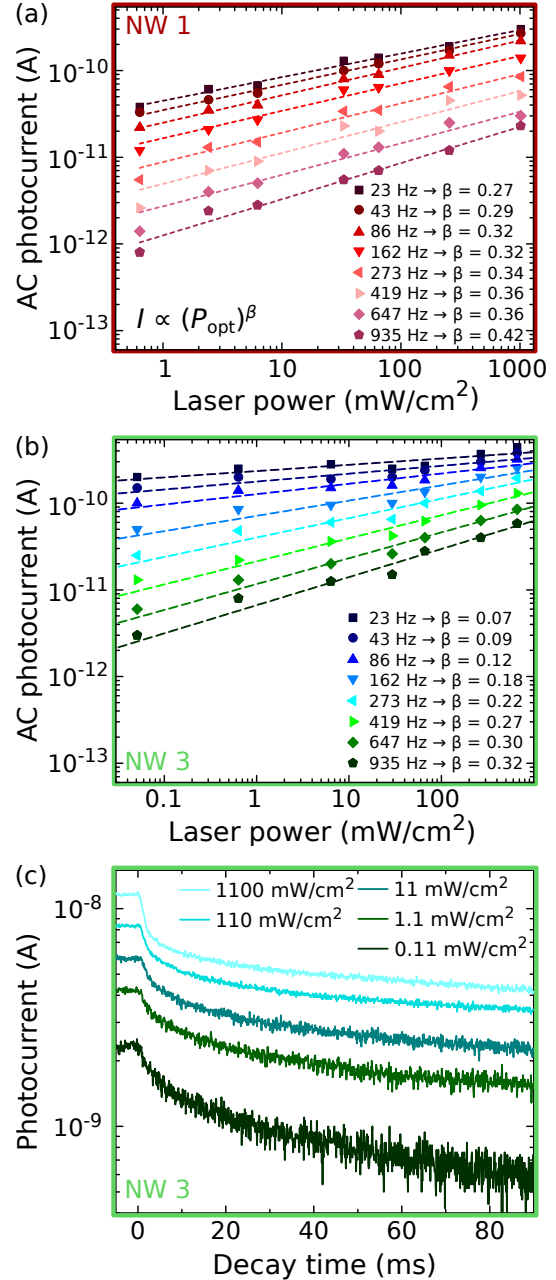 (a)
NW 1
AC photocurrent (A)
10⁻¹⁰
10⁻¹¹
10⁻¹²
10⁻¹³
23 Hz → β = 0.27
43 Hz → β = 0.29
86 Hz → β = 0.32
162 Hz → β = 0.32
273 Hz → β = 0.34
419 Hz → β = 0.36
647 Hz → β = 0.36
935 Hz → β = 0.42
I ∝ (P_opt)^β
1 10 100 1000
Laser power (mW/cm²)
(b)
AC photocurrent (A)
10⁻¹⁰
10⁻¹¹
10⁻¹²
10⁻¹³
23 Hz → β = 0.07
43 Hz → β = 0.09
86 Hz → β = 0.12
162 Hz → β = 0.18
273 Hz → β = 0.22
419 Hz → β = 0.27
647 Hz → β = 0.30
935 Hz → β = 0.32
NW 3
0.1 1 10 100
Laser power (mW/cm²)
(c)
Photocurrent (A)
10⁻⁸
10⁻⁹
1100 mW/cm² 11 mW/cm²
110 mW/cm² 1.1 mW/cm²
0.11 mW/cm²
NW 3
0 20 40 60 80
Decay time (ms)